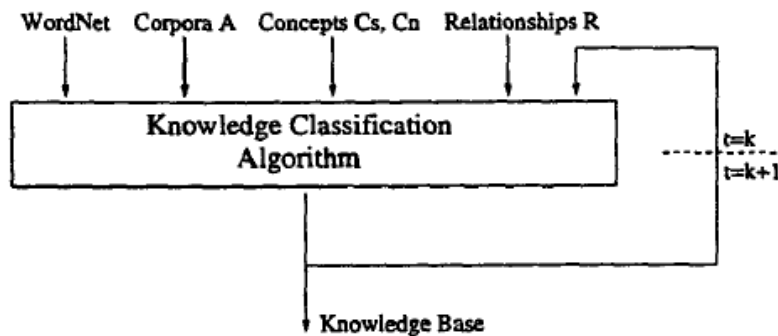 WordNet Corpora A Concepts Cs, Cn Relationships R
Knowledge Classification
Algorithm
t=k
t=k+1
Knowledge Base